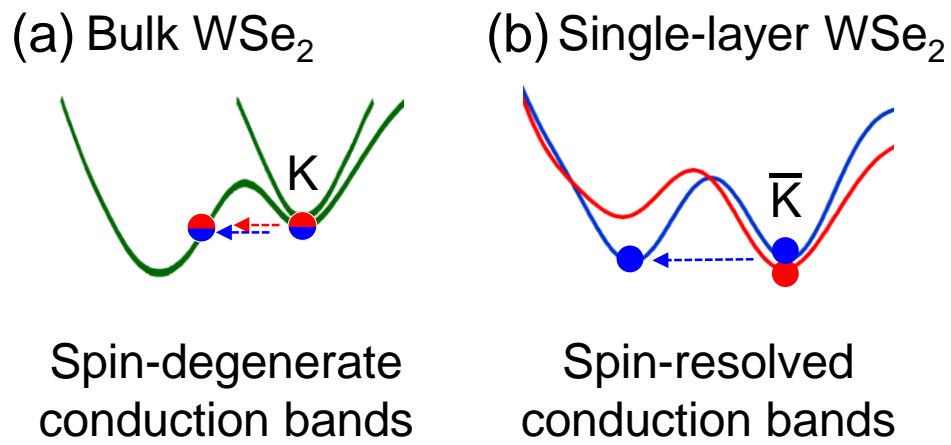 (a) Bulk WSe₂
(b) Single-layer WSe₂
K
K̅
Spin-degenerate
conduction bands
Spin-resolved
conduction bands